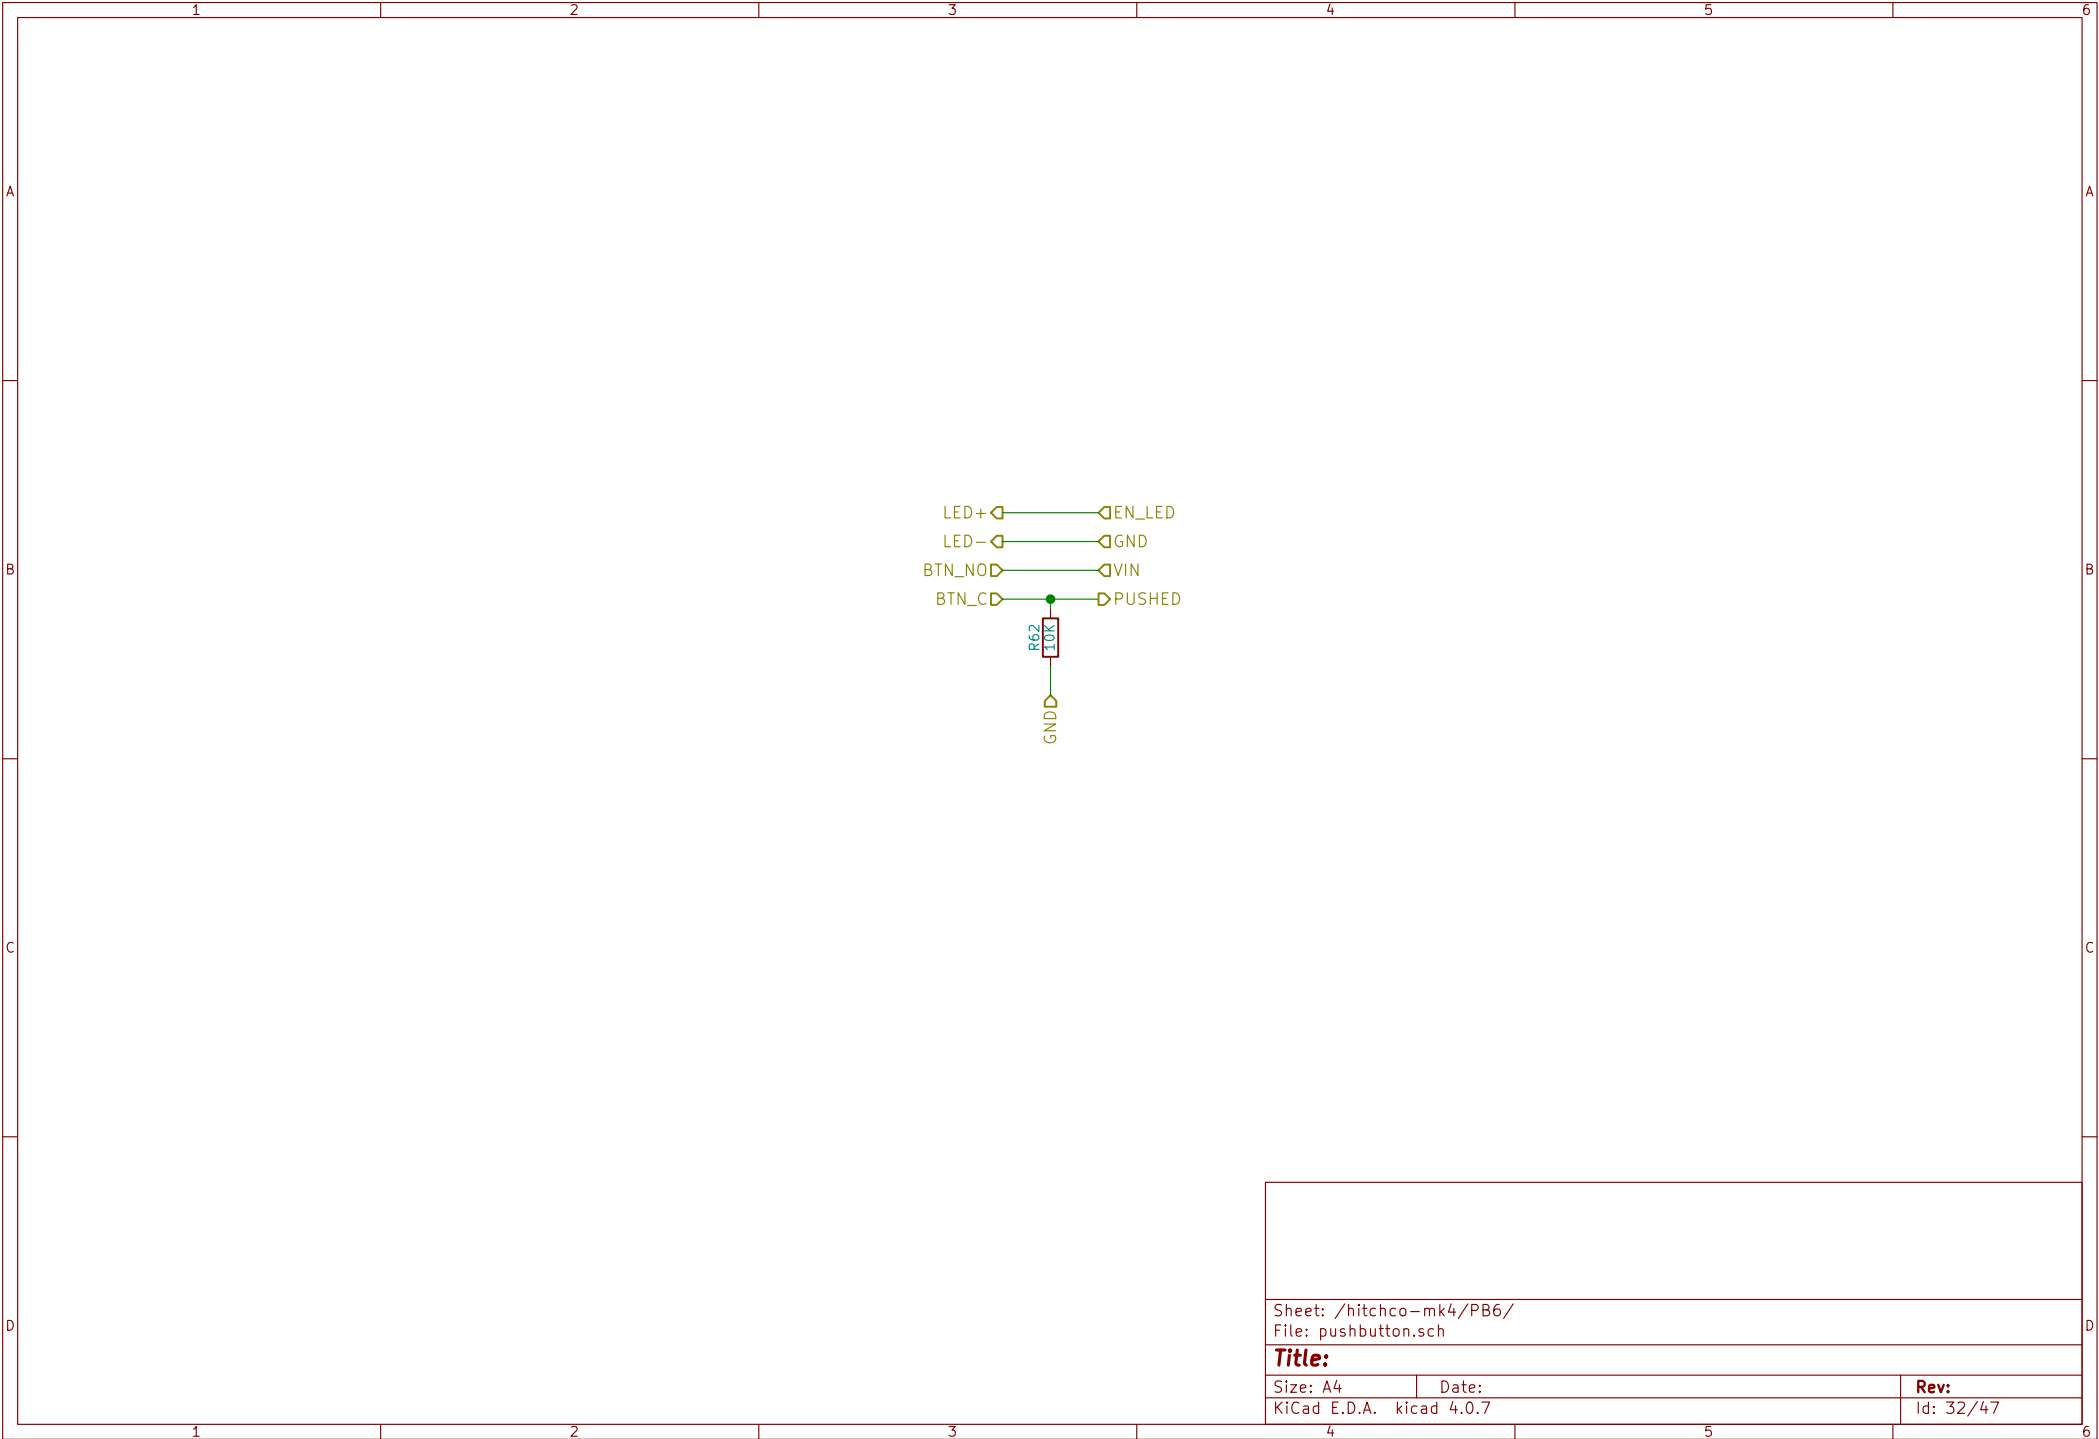 1 2 3 4 5 6
A A
LED+ EN_LED
LED- GND
B B
BTN_NO VIN
BTN_C PUSHED
R62
10K
GND
C C
Sheet: /hitchco-mk4/PB6/
D D
File: pushbutton.sch
Title:
Size: A4 Date: Rev:
KiCad E.D.A. kicad 4.0.7 Id: 32/47
1 2 3 4 5 6